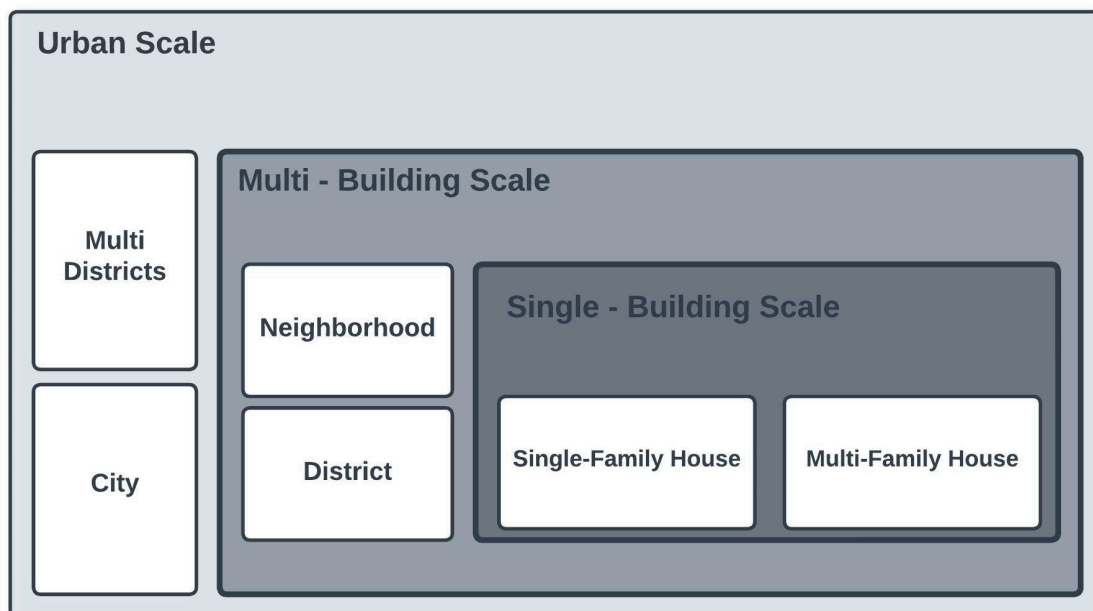 Urban Scale
Multi - Building Scale
Multi
Districts
Neighborhood
Single - Building Scale
Single-Family House
Multi-Family House
District
City